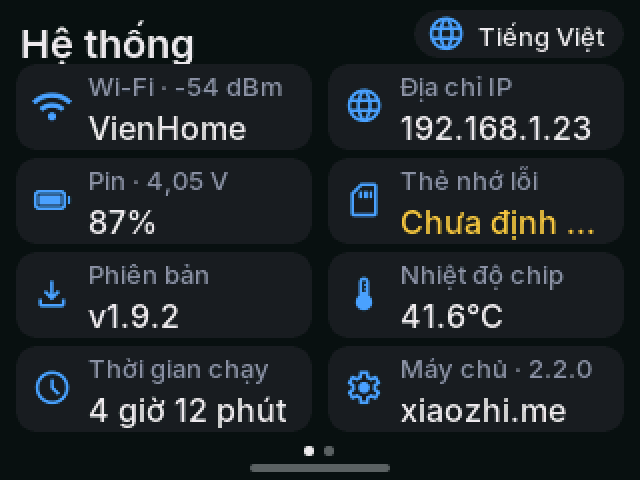 Hệ thống
Tiếng Việt
Wi-Fi · -54 dBm
VienHome
Địa chỉ IP
192.168.1.23
Pin · 4,05 V
87%
Thẻ nhớ lỗi
Chưa định ...
Phiên bản
v1.9.2
Nhiệt độ chip
41.6°C
Thời gian chạy
4 giờ 12 phút
Máy chủ · 2.2.0
xiaozhi.me